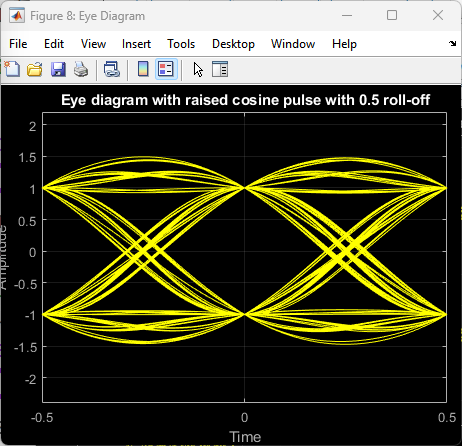 Figure 8: Eye Diagram
File Edit View Insert Tools Desktop Window Help
Eye diagram with raised cosine pulse with 0.5 roll-off
2
1.5
1
0.5
0
-0.5
-1
-1.5
-2
Amplitude
-0.5 0 0.5
Time